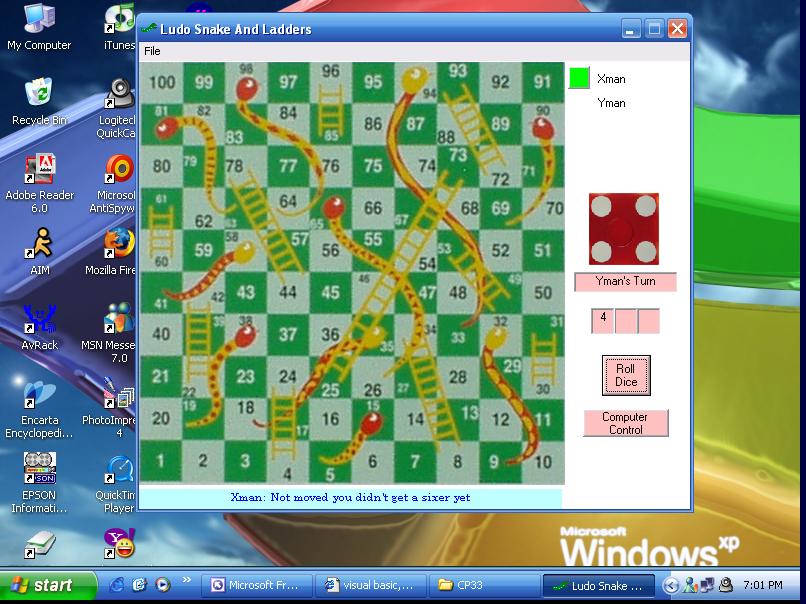 My Computer
iTunes
Recycle Bin
Logitech
QuickCa
Adobe Reader
6.0
Microso
AntiSpyw
AIM
Mozilla Fire
AvRack
MSN Messe
7.0
Encarta
Encyclopedi...
PhotoImpre
4
SON
EPSON
Informati...
QuickTim
Player
Ludo Snake And Ladders
File
100 99 98 97 96 95 94 93 92 91
81 82 83 84 85 86 87 88 89 90
80 79 78 77 76 75 74 73 72 71
61 62 63 64 65 66 67 68 69 70
60 59 58 57 56 55 54 53 52 51
42 43 44 45 46 47 48 49 50
40 39 38 37 36 35 34 33 32 31
21 22 23 24 25 26 27 28 29 30
20 19 18 17 16 15 14 13 12 11
1 2 3 4 5 6 7 8 9 10
Xman
Yman
Yman's Turn
4
Roll
Dice
Computer
Control
Xman: Not moved you didn't get a sixer yet
Microsoft
Windows xp
start
»
Microsoft Fr...
visual basic,...
CP33
Ludo Snake ...
7:01 PM